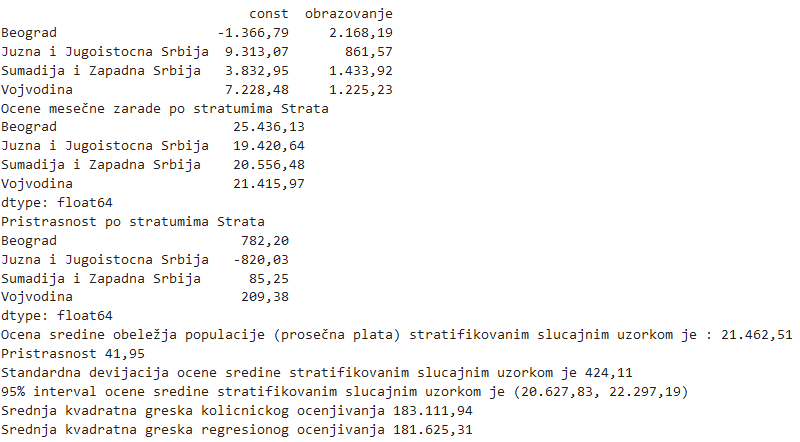 const obrazovanje
Beograd -1.366,79 2.168,19
Juzna i Jugoistocna Srbija 9.313,07 861,57
Sumadija i Zapadna Srbija 3.832,95 1.433,92
Vojvodina 7.228,48 1.225,23
Ocene mesečne zarade po stratumima Strata
Beograd 25.436,13
Juzna i Jugoistocna Srbija 19.420,64
Sumadija i Zapadna Srbija 20.556,48
Vojvodina 21.415,97
dtype: float64
Pristrasnost po stratumima Strata
Beograd 782,20
Juzna i Jugoistocna Srbija -820,03
Sumadija i Zapadna Srbija 85,25
Vojvodina 209,38
dtype: float64
Ocena sredine obeležja populacije (prosečna plata) stratifikovanim slucajnim uzorkom je : 21.462,51
Pristrasnost 41,95
Standardna devijacija ocene sredine stratifikovanim slucajnim uzorkom je 424,11
95% interval ocene sredine stratifikovanim slucajnim uzorkom je (20.627,83, 22.297,19)
Srednja kvadratna greska kolicnickog ocenjivanja 183.111,94
Srednja kvadratna greska regresionog ocenjivanja 181.625,31